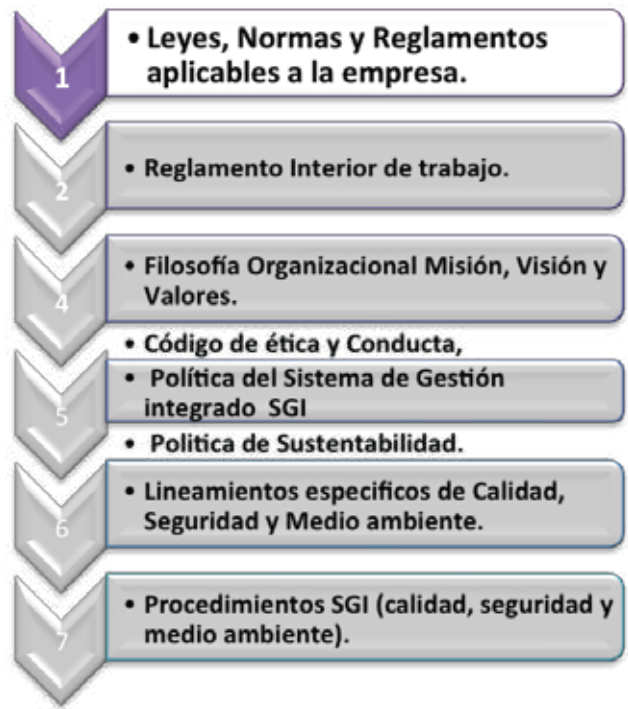 1
• Leyes, Normas y Reglamentos
aplicables a la empresa.
2
• Reglamento Interior de trabajo.
4
• Filosofía Organizacional Misión, Visión y
Valores.
5
• Código de ética y Conducta,
• Política del Sistema de Gestión
integrado SGI
• Politica de Sustentabilidad.
6
• Lineamientos especificos de Calidad,
Seguridad y Medio ambiente.
7
• Procedimientos SGI (calidad, seguridad y
medio ambiente).